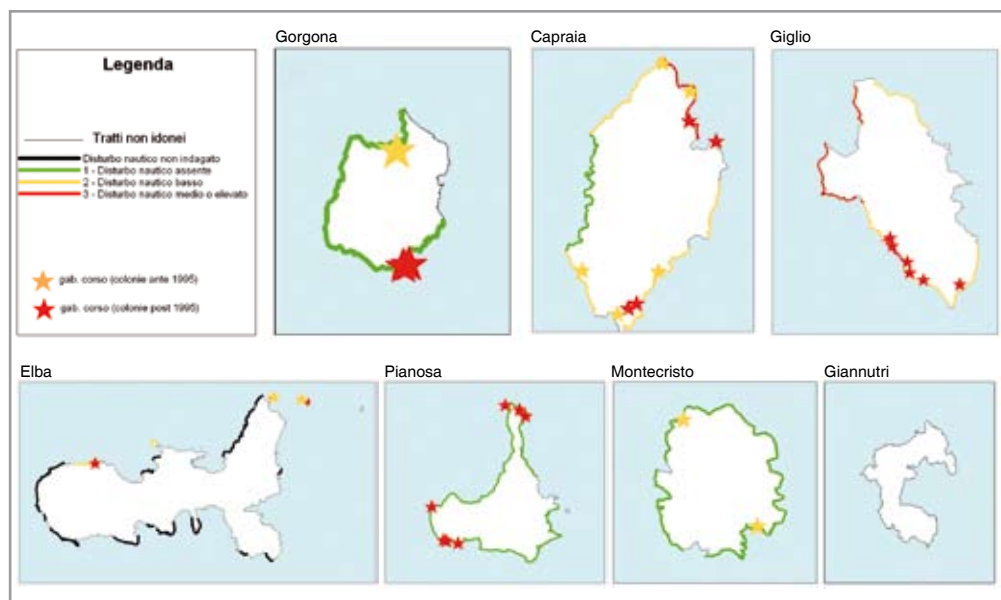 Gorgona
Capraia
Giglio
Legenda
Tratti non idonei
Disturbo nautico non indagato
1 - Disturbo nautico assente
2 - Disturbo nautico basso
3 - Disturbo nautico medio o elevato
gab. corso (colonie ante 1995)
gab. corso (colonie post 1995)
Elba
Pianosa
Montecristo
Giannutri